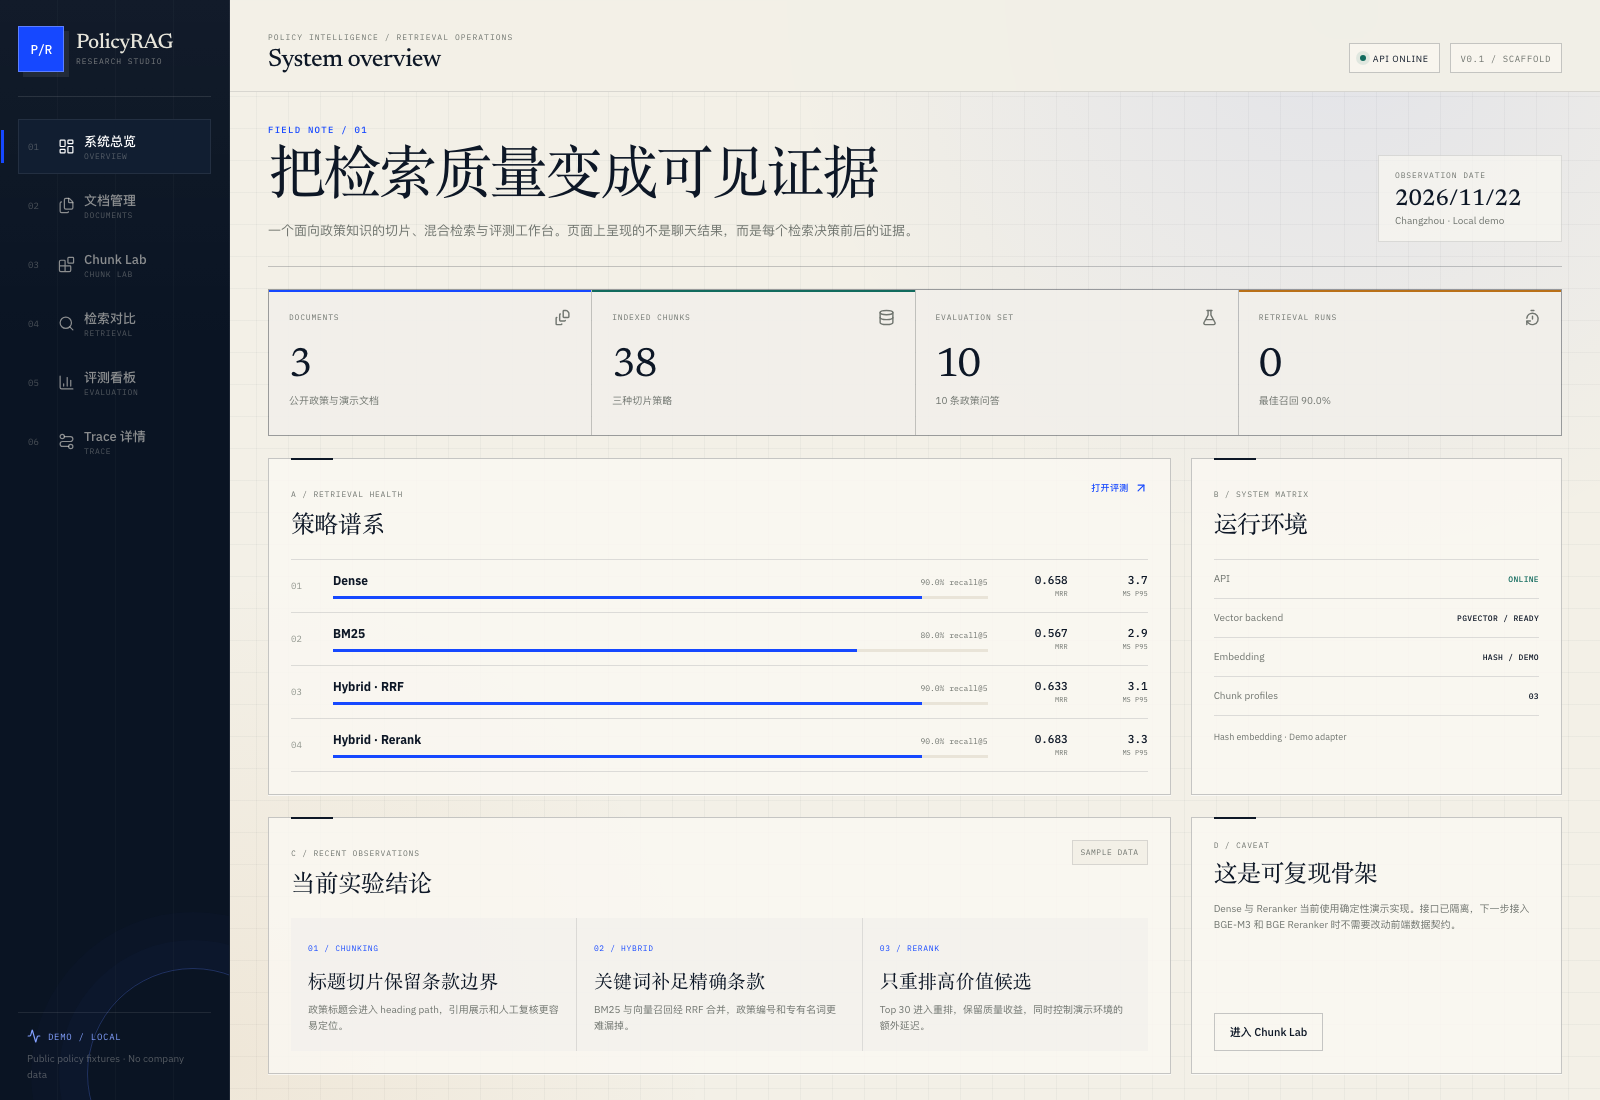 P/R
PolicyRAG
RESEARCH STUDIO
01
系统总览
OVERVIEW
02
文档管理
DOCUMENTS
03
Chunk Lab
CHUNK LAB
04
检索对比
RETRIEVAL
05
评测看板
EVALUATION
06
Trace 详情
TRACE
DEMO / LOCAL
Public policy fixtures · No company
data
POLICY INTELLIGENCE / RETRIEVAL OPERATIONS
System overview
API ONLINE
V0.1 / SCAFFOLD
FIELD NOTE / 01
把检索质量变成可见证据
一个面向政策知识的切片、混合检索与评测工作台。页面上呈现的不是聊天结果，而是每个检索决策前后的证据。
OBSERVATION DATE
2026/11/22
Changzhou · Local demo
DOCUMENTS
3
公开政策与演示文档
INDEXED CHUNKS
38
三种切片策略
EVALUATION SET
10
10 条政策问答
RETRIEVAL RUNS
0
最佳召回 90.0%
A / RETRIEVAL HEALTH
策略谱系
打开评测
01
Dense
90.0% recall@5
0.658
MRR
3.7
MS P95
02
BM25
80.0% recall@5
0.567
MRR
2.9
MS P95
03
Hybrid · RRF
90.0% recall@5
0.633
MRR
3.1
MS P95
04
Hybrid · Rerank
90.0% recall@5
0.683
MRR
3.3
MS P95
B / SYSTEM MATRIX
运行环境
API
ONLINE
Vector backend
PGVECTOR / READY
Embedding
HASH / DEMO
Chunk profiles
03
Hash embedding · Demo adapter
C / RECENT OBSERVATIONS
当前实验结论
SAMPLE DATA
01 / CHUNKING
标题切片保留条款边界
政策标题会进入 heading path，引用展示和人工复核更容
易定位。
02 / HYBRID
关键词补足精确条款
BM25 与向量召回经 RRF 合并，政策编号和专有名词更
难漏掉。
03 / RERANK
只重排高价值候选
Top 30 进入重排，保留质量收益，同时控制演示环境的
额外延迟。
D / CAVEAT
这是可复现骨架
Dense 与 Reranker 当前使用确定性演示实现。接口已隔离，下一步接入
BGE-M3 和 BGE Reranker 时不需要改动前端数据契约。
进入 Chunk Lab